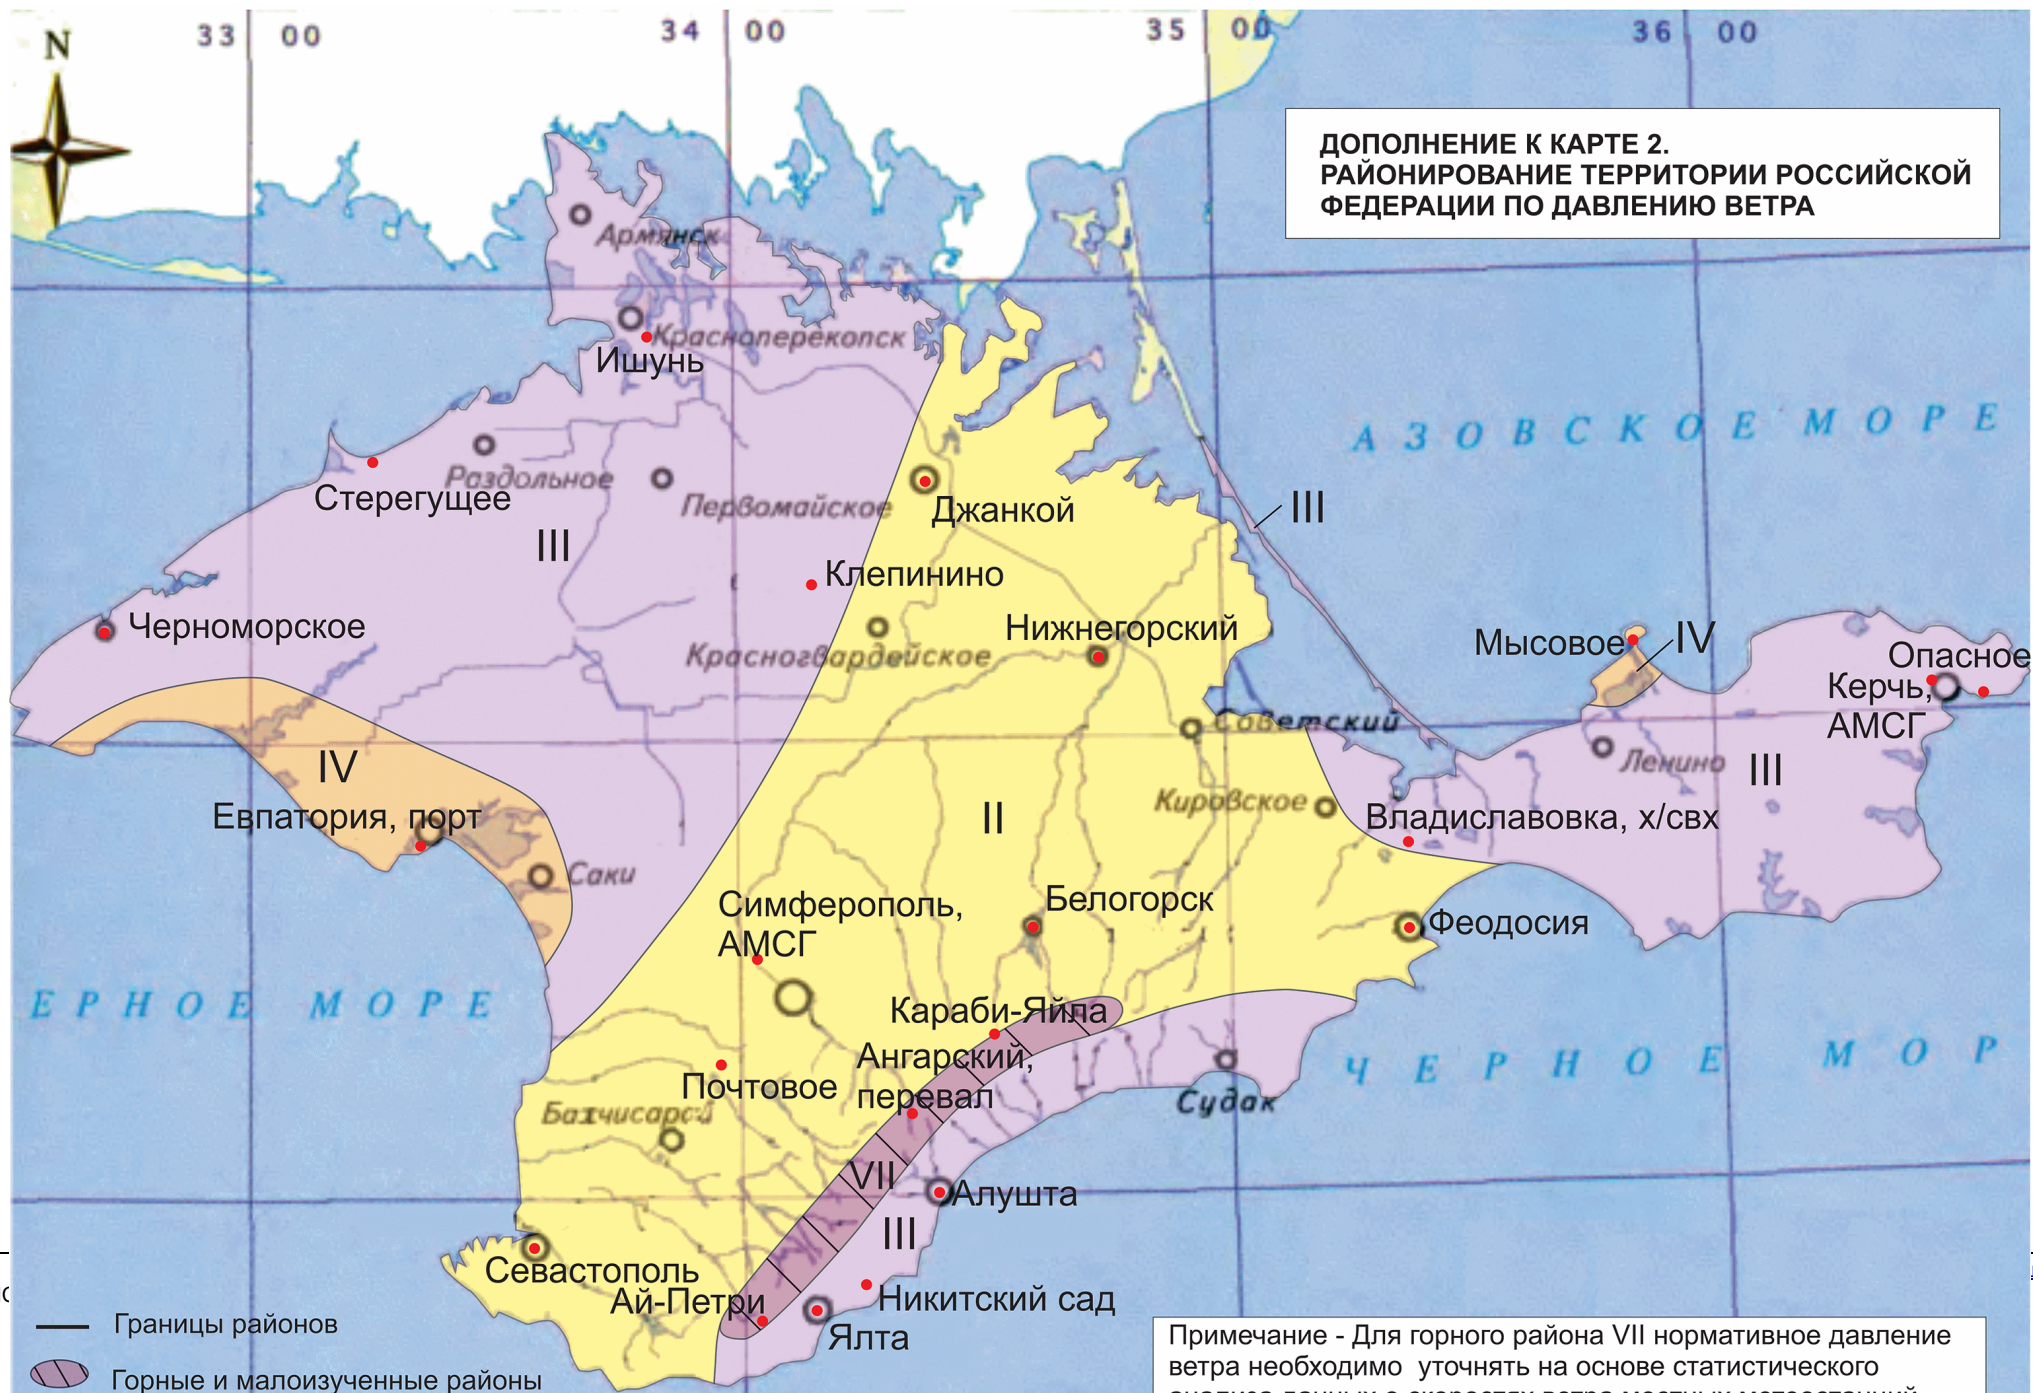 33 00
34 00
35 00
36 00
N
ДОПОЛНЕНИЕ К КАРТЕ 2.
РАЙОНИРОВАНИЕ ТЕРРИТОРИИ РОССИЙСКОЙ
ФЕДЕРАЦИИ ПО ДАВЛЕНИЮ ВЕТРА
Армянск
Красноперекопск
Ишунь
АЗОВСКОЕ МОРЕ
Раздольное
Стерегущее
Первомайское
Джанкой
III
III
Клепинино
Черноморское
Нижнегорский
Мысовое
IV
Опасное
Красногвардейское
Керчь,
АМСГ
Советский
IV
Ленино
III
Евпатория, порт
II
Кировское
Владиславовка, х/свх
Саки
Симферополь,
АМСГ
Белогорск
Феодосия
ЕРНОЕ МОРЕ
Караби-Яйла
Ангарский,
перевал
ЧЕРНОЕ МОР
Почтовое
Бахчисарай
Судак
VII
Алушта
III
Севастополь
Ай-Петри
Никитский сад
Ялта
Границы районов
Горные и малоизученные районы
Примечание - Для горного района VII нормативное давление
ветра необходимо уточнять на основе статистического